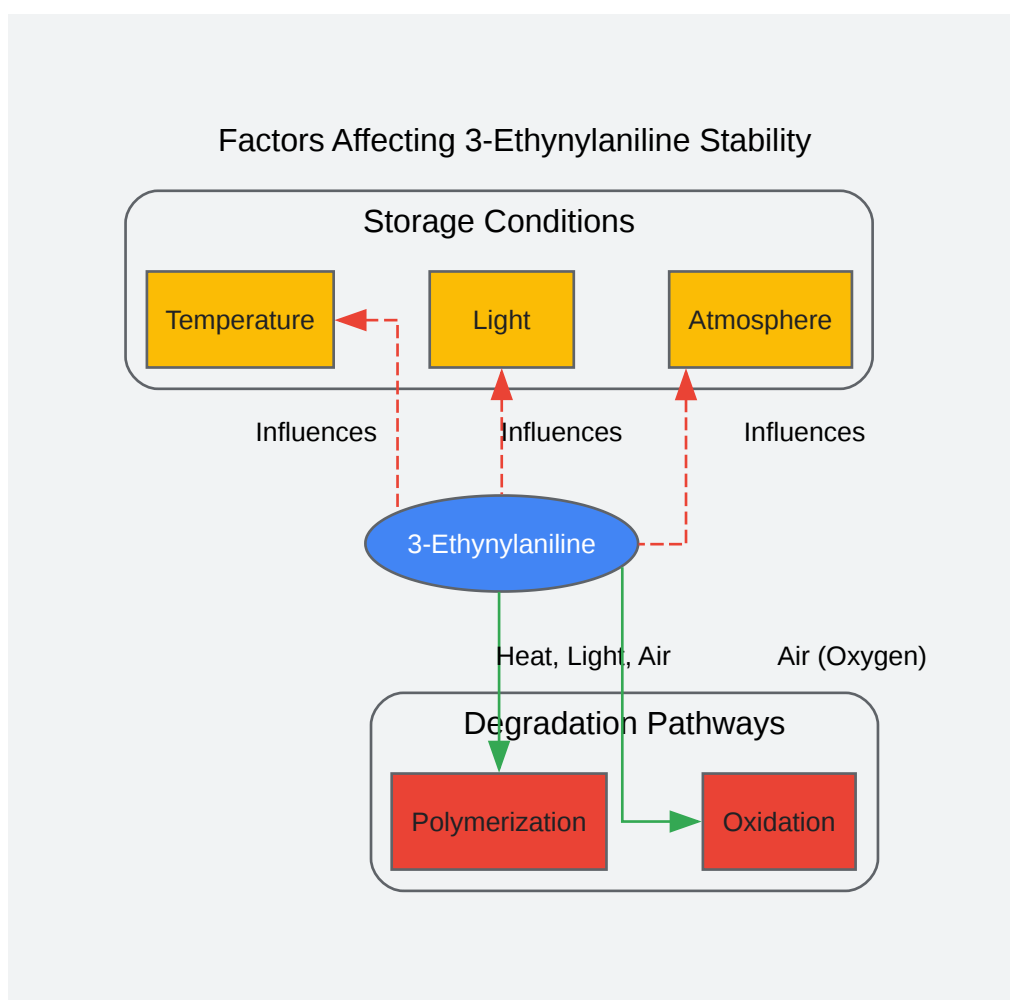 Factors Affecting 3-Ethynylaniline Stability
Storage Conditions
Temperature
Light
Atmosphere
Influences
Influences
Influences
3-Ethynylaniline
Heat, Light, Air
Air (Oxygen)
Degradation Pathways
Polymerization
Oxidation